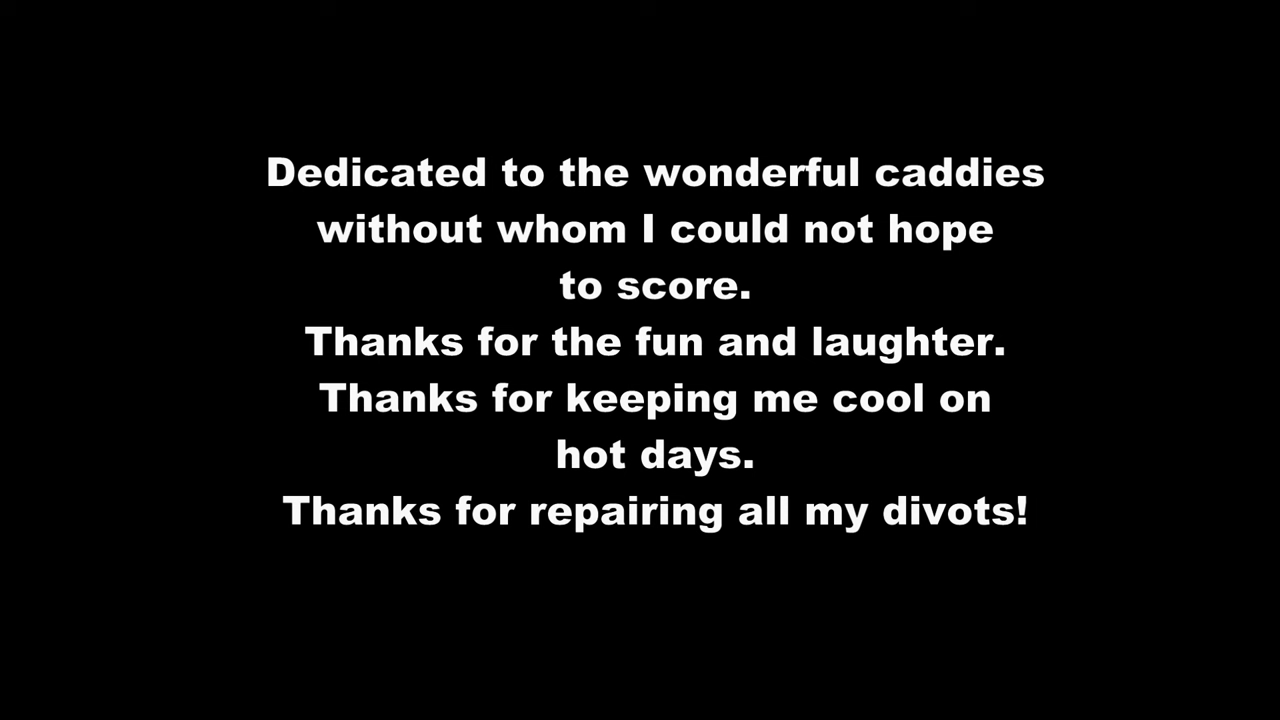 Dedicated to the wonderful caddies
without whom I could not hope
to score.
Thanks for the fun and laughter.
Thanks for keeping me cool on
hot days.
Thanks for repairing all my divots!